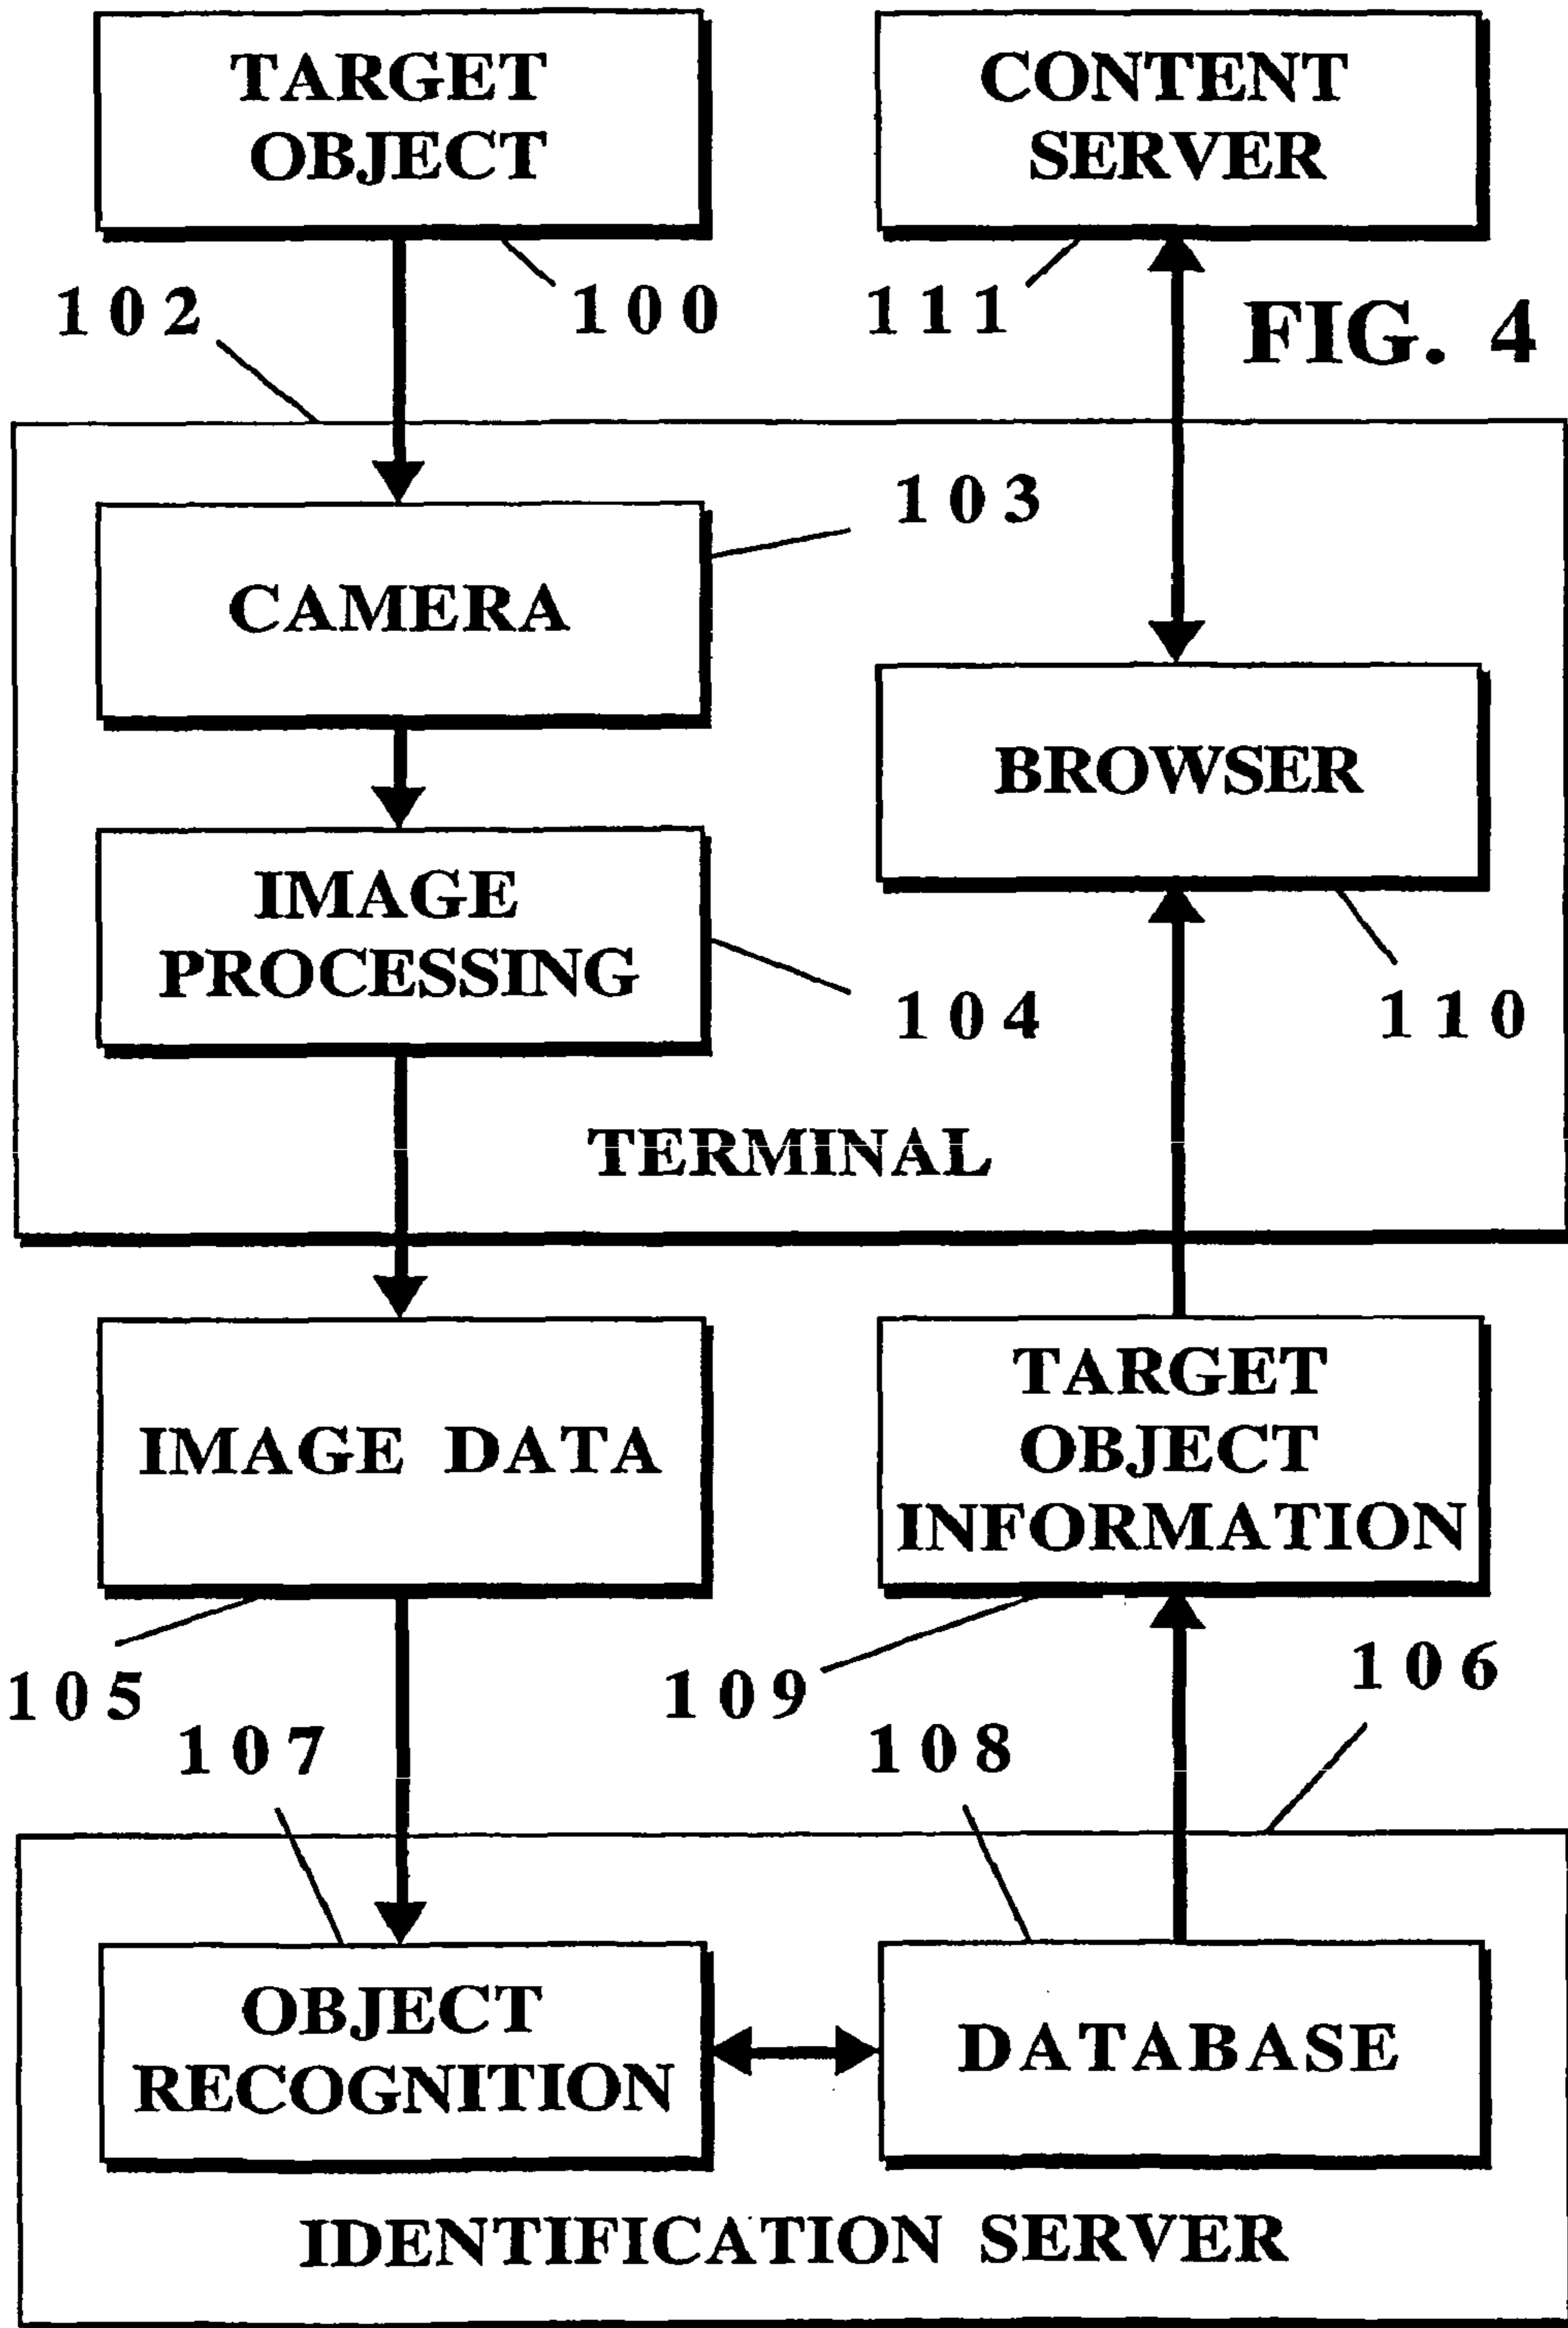 TARGET
OBJECT
CONTENT
SERVER
102
100
111
FIG. 4
103
CAMERA
BROWSER
IMAGE
PROCESSING
104
110
TERMINAL
IMAGE DATA
TARGET
OBJECT
INFORMATION
105
109
106
107
108
OBJECT
RECOGNITION
DATABASE
IDENTIFICATION SERVER